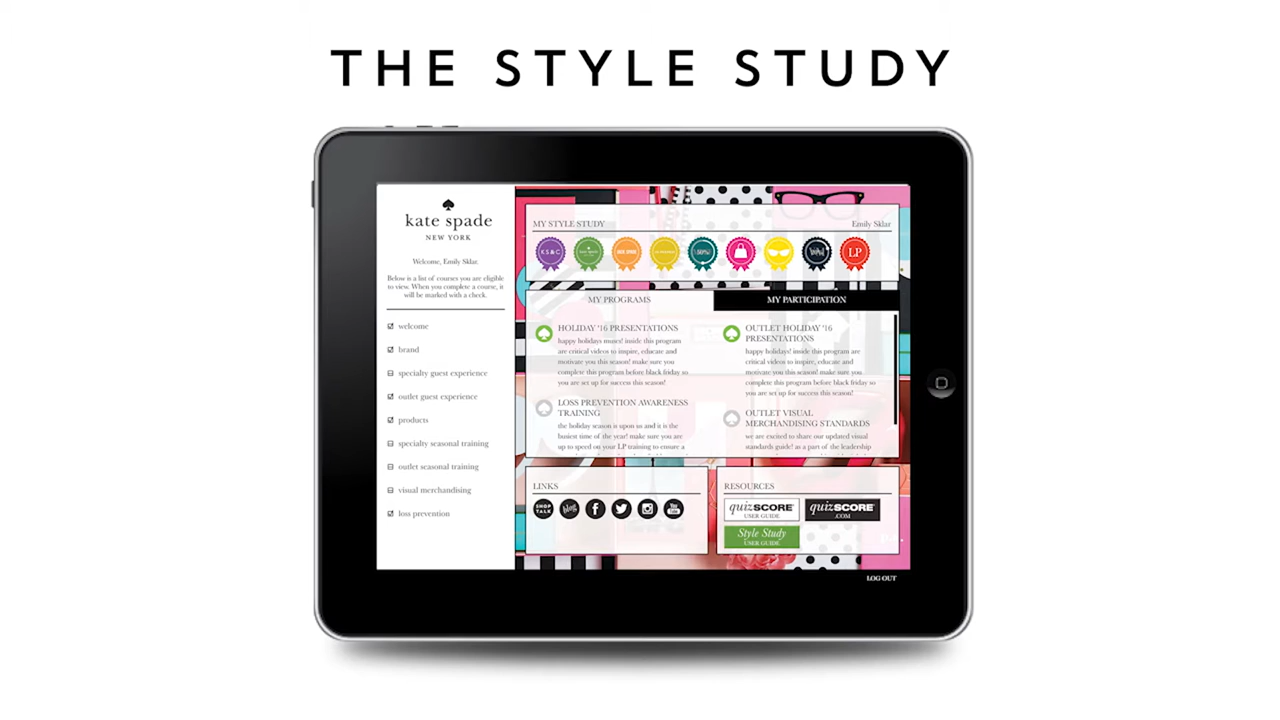 THE STYLE STUDY
kate spade
NEW YORK
Welcome, Emily Sklar.
Below is a list of courses you are eligible
to view. When you complete a course, it
will be marked with a check.
welcome
brand
specialty guest experience
outlet guest experience
products
specialty seasonal training
outlet seasonal training
visual merchandising
loss prevention
MY STYLE STUDY
Emily Sklar
KS&C
LP
MY PROGRAMS
MY PARTICIPATION
HOLIDAY '16 PRESENTATIONS
happy holidays muses! inside this program
are critical videos to inspire, educate and
motivate you this season! make sure you
complete this program before black friday so
you are set up for success this season!
LOSS PREVENTION AWARENESS
TRAINING
the holiday season is upon us and it is the
busiest time of the year! make sure you are
up to speed on your LP training to ensure a
OUTLET HOLIDAY '16
PRESENTATIONS
happy holidays! inside this program are
critical videos to inspire, educate and
motivate you this season! make sure you
complete this program before black friday so
you are set up for success this season!
OUTLET VISUAL
MERCHANDISING STANDARDS
we are excited to share our updated visual
standards guide! as a part of the leadership
LINKS
SHOP
TALK
blog
You
Tube
RESOURCES
quizSCORE
USER GUIDE
quizSCORE
.COM
Style Study
USER GUIDE
LOG OUT